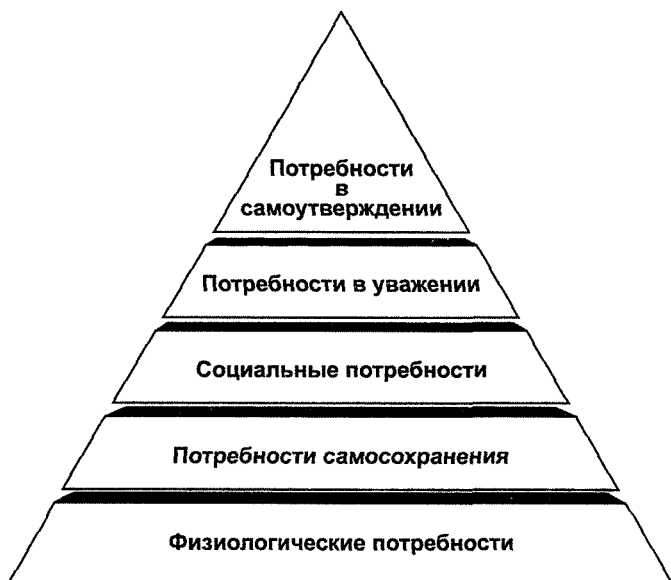 Потребности
в
самоутверждении
Потребности в уважении
Социальные потребности
Потребности самосохранения
Физиологические потребности